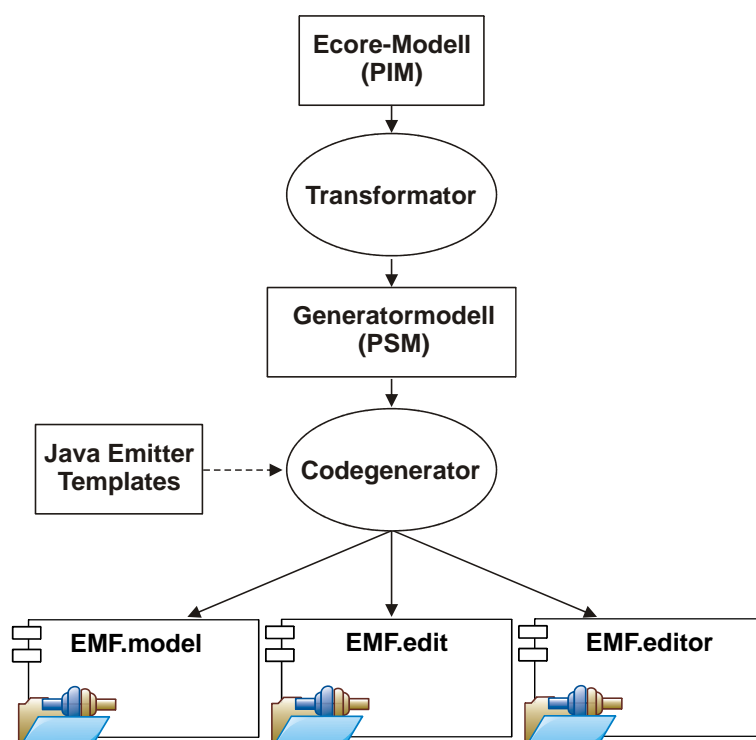 Ecore-Modell
(PIM)
Transformator
Generatormodell
(PSM)
Java Emitter
Templates
Codegenerator
EMF.model
EMF.edit
EMF.editor